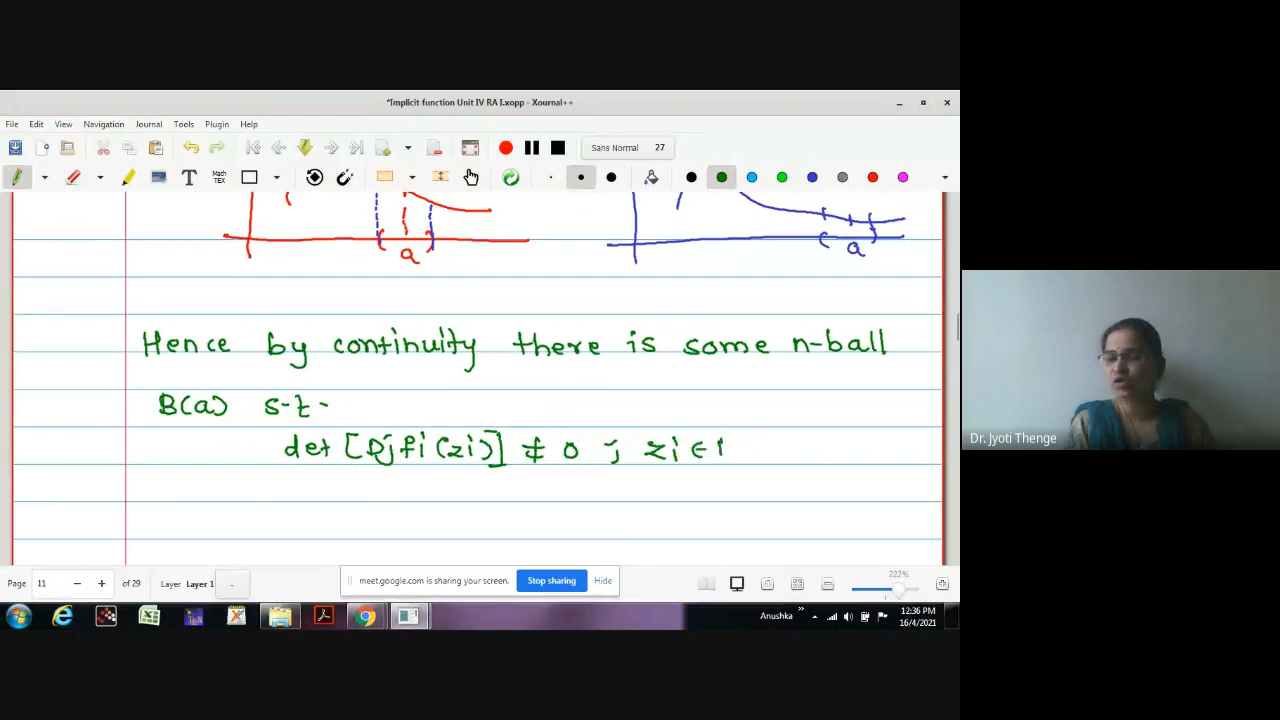 *Implicit function Unit IV RA I.xopp - Xournal++
File Edit View Navigation Journal Tools Plugin Help
Sans Normal 27
T Math TEX
a a
Hence by continuity there is some n-ball
B(a) s.t.
det [Djfi(zi)] ≠ 0 ; zi ∈
Dr. Jyoti Thenge
Page 11 of 29 Layer Layer 1
meet.google.com is sharing your screen. Stop sharing Hide
222%
Anushka
12:36 PM
16/4/2021